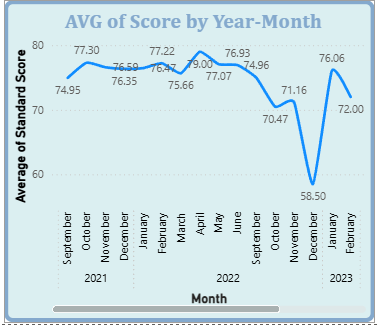 AVG of Score by Year-Month
Average of Standard Score
80
70
60
74.95
77.30
76.59
76.35
76.47
77.22
75.66
79.00
77.07
76.93
74.96
70.47
71.16
58.50
76.06
72.00
September
October
November
December
January
February
March
April
May
June
September
October
November
December
January
February
2021
2022
2023
Month